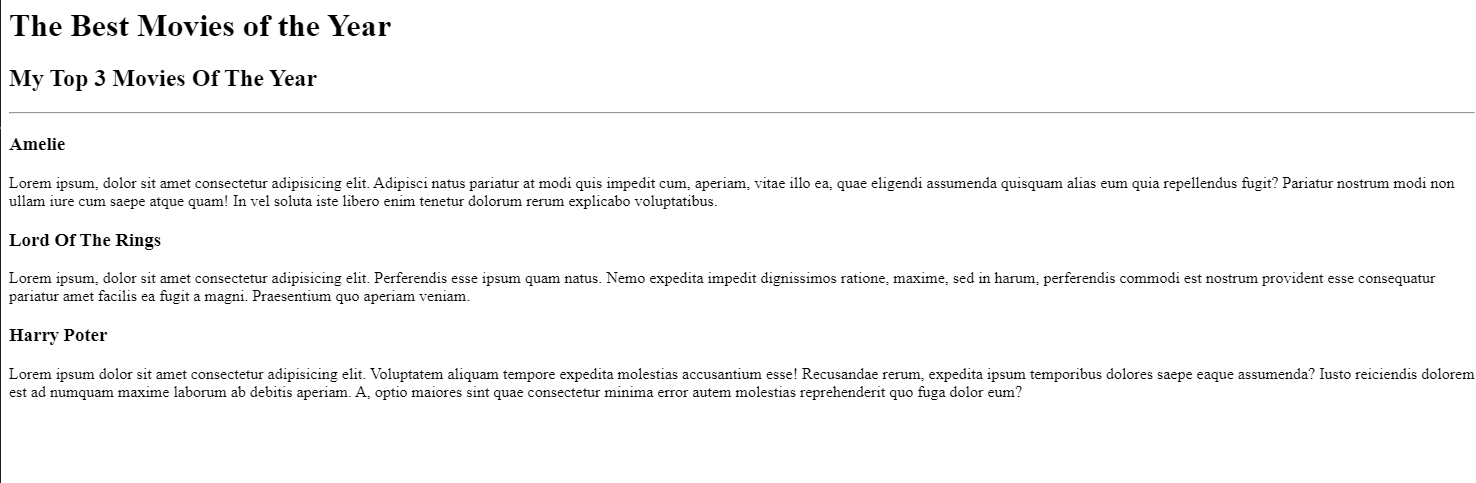 The Best Movies of the Year
My Top 3 Movies Of The Year
Amelie
Lorem ipsum, dolor sit amet consectetur adipisicing elit. Adipisci natus pariatur at modi quis impedit cum, aperiam, vitae illo ea, quae eligendi assumenda quisquam alias eum quia repellendus fugit? Pariatur nostrum modi non
ullam iure cum saepe atque quam! In vel soluta iste libero enim tenetur dolorum rerum explicabo voluptatibus.
Lord Of The Rings
Lorem ipsum, dolor sit amet consectetur adipisicing elit. Perferendis esse ipsum quam natus. Nemo expedita impedit dignissimos ratione, maxime, sed in harum, perferendis commodi est nostrum provident esse consequatur
pariatur amet facilis ea fugit a magni. Praesentium quo aperiam veniam.
Harry Poter
Lorem ipsum dolor sit amet consectetur adipisicing elit. Voluptatem aliquam tempore expedita molestias accusantium esse! Recusandae rerum, expedita ipsum temporibus dolores saepe eaque assumenda? Iusto reiciendis dolorem
est ad numquam maxime laborum ab debitis aperiam. A, optio maiores sint quae consectetur minima error autem molestias reprehenderit quo fuga dolor eum?